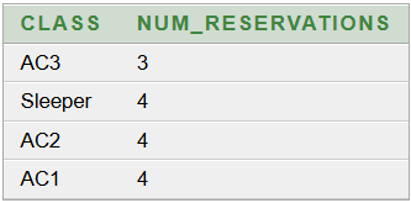 CLASS NUM_RESERVATIONS
AC3 3
Sleeper 4
AC2 4
AC1 4